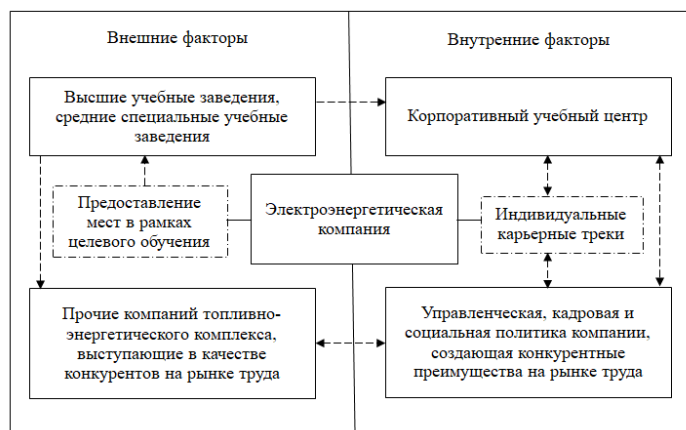 Внешние факторы
Внутренние факторы
Высшие учебные заведения,
средние специальные учебные
заведения
Корпоративный учебный центр
Предоставление
мест в рамках
целевого обучения
Электроэнергетическая
компания
Индивидуальные
карьерные треки
Прочие компаний топливно-
энергетического комплекса,
выступающие в качестве
конкурентов на рынке труда
Управленческая, кадровая и
социальная политика компании,
создающая конкурентные
преимущества на рынке труда